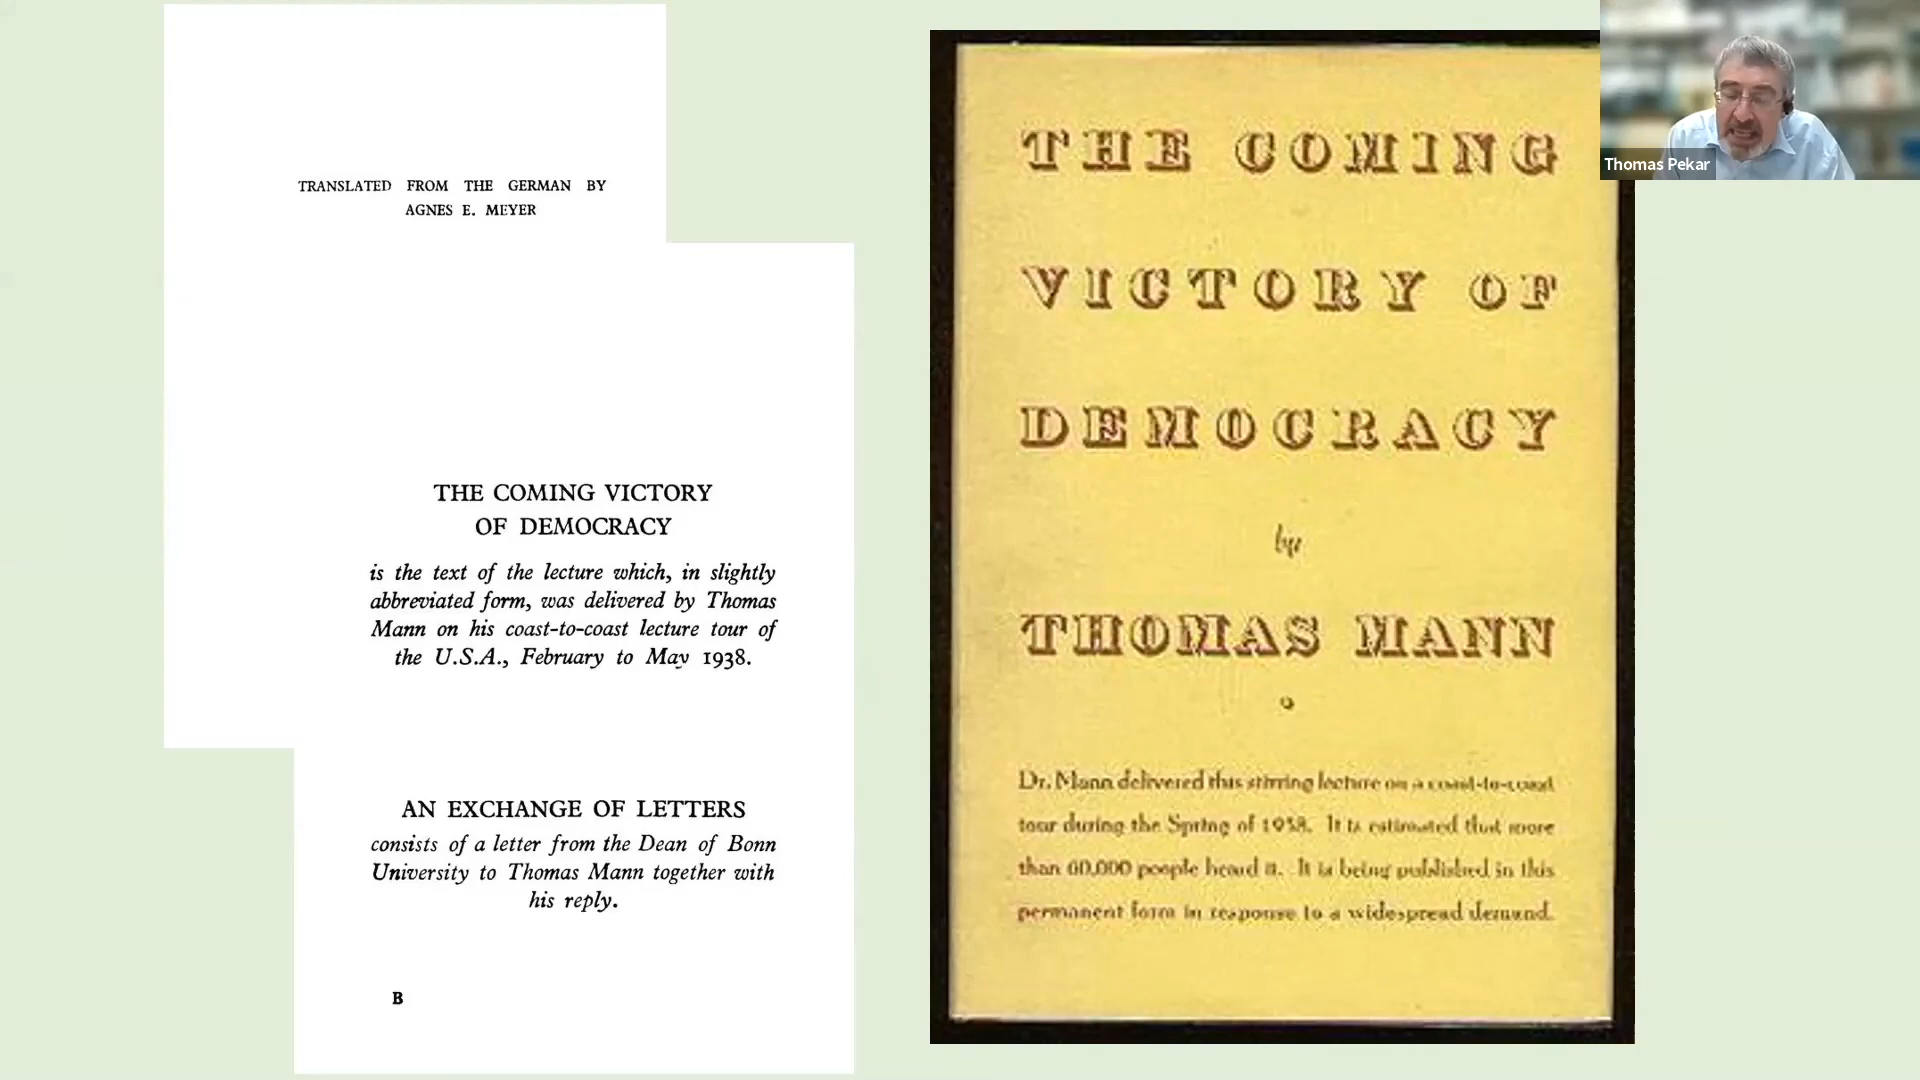 TRANSLATED FROM THE GERMAN BY
AGNES E. MEYER
THE COMING VICTORY
OF DEMOCRACY
is the text of the lecture which, in slightly
abbreviated form, was delivered by Thomas
Mann on his coast-to-coast lecture tour of
the U.S.A., February to May 1938.
AN EXCHANGE OF LETTERS
consists of a letter from the Dean of Bonn
University to Thomas Mann together with
his reply.
B
THE COMING
VICTORY OF
DEMOCRACY
by
THOMAS MANN
Dr. Mann delivered this stirring lecture on a coast-to-coast
tour during the Spring of 1938. It is estimated that more
than 60,000 people heard it. It is being published in this
permanent form in response to a widespread demand.
Thomas Pekar